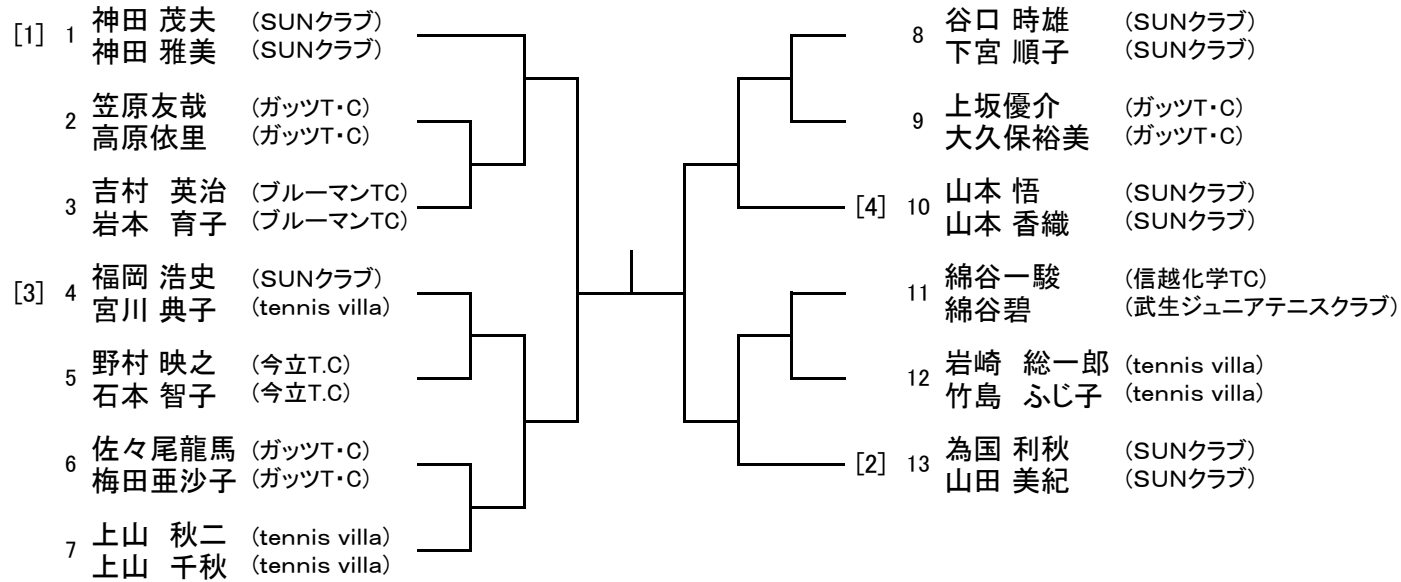 [1] 1 神田 茂夫 (SUNクラブ)
神田 雅美 (SUNクラブ)
2 笠原友哉 (ガッツT・C)
高原依里 (ガッツT・C)
3 吉村 英治 (ブルーマンTC)
岩本 育子 (ブルーマンTC)
[3] 4 福岡 浩史 (SUNクラブ)
宮川 典子 (tennis villa)
5 野村 映之 (今立T.C)
石本 智子 (今立T.C)
6 佐々尾龍馬 (ガッツT・C)
梅田亜沙子 (ガッツT・C)
7 上山 秋二 (tennis villa)
上山 千秋 (tennis villa)
8 谷口 時雄 (SUNクラブ)
下宮 順子 (SUNクラブ)
9 上坂優介 (ガッツT・C)
大久保裕美 (ガッツT・C)
[4] 10 山本 悟 (SUNクラブ)
山本 香織 (SUNクラブ)
11 綿谷一駿 (信越化学TC)
綿谷碧 (武生ジュニアテニスクラブ)
12 岩崎 総一郎 (tennis villa)
竹島 ふじ子 (tennis villa)
[2] 13 為国 利秋 (SUNクラブ)
山田 美紀 (SUNクラブ)